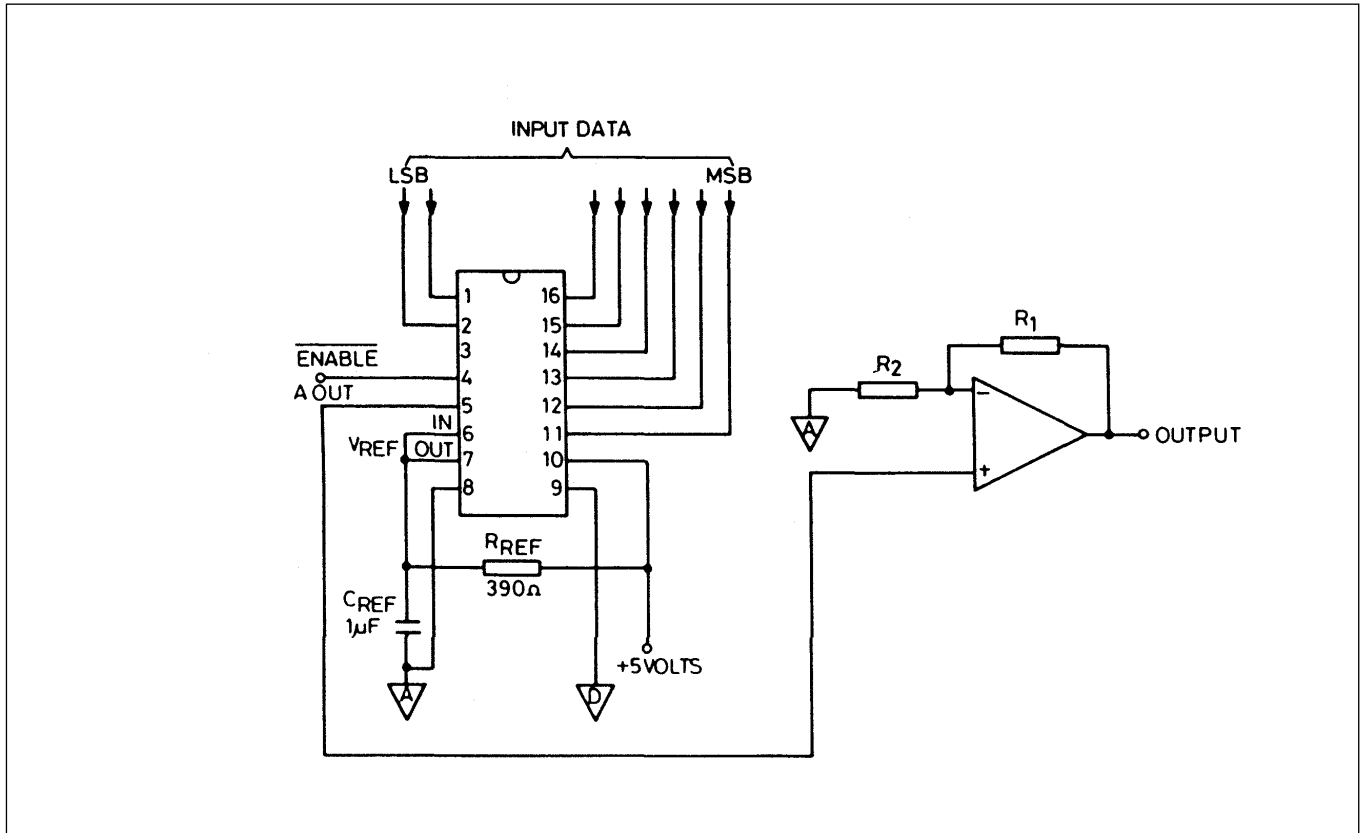 INPUT DATA
LSB MSB
1 16
2 15
ENABLE 3 14
4 13
A OUT 5 12
IN 6 11
VREF OUT 7 10
8 9
RREF
390Ω
CREF
1µF
+5VOLTS
A D
R1
R2
A
−
+
OUTPUT